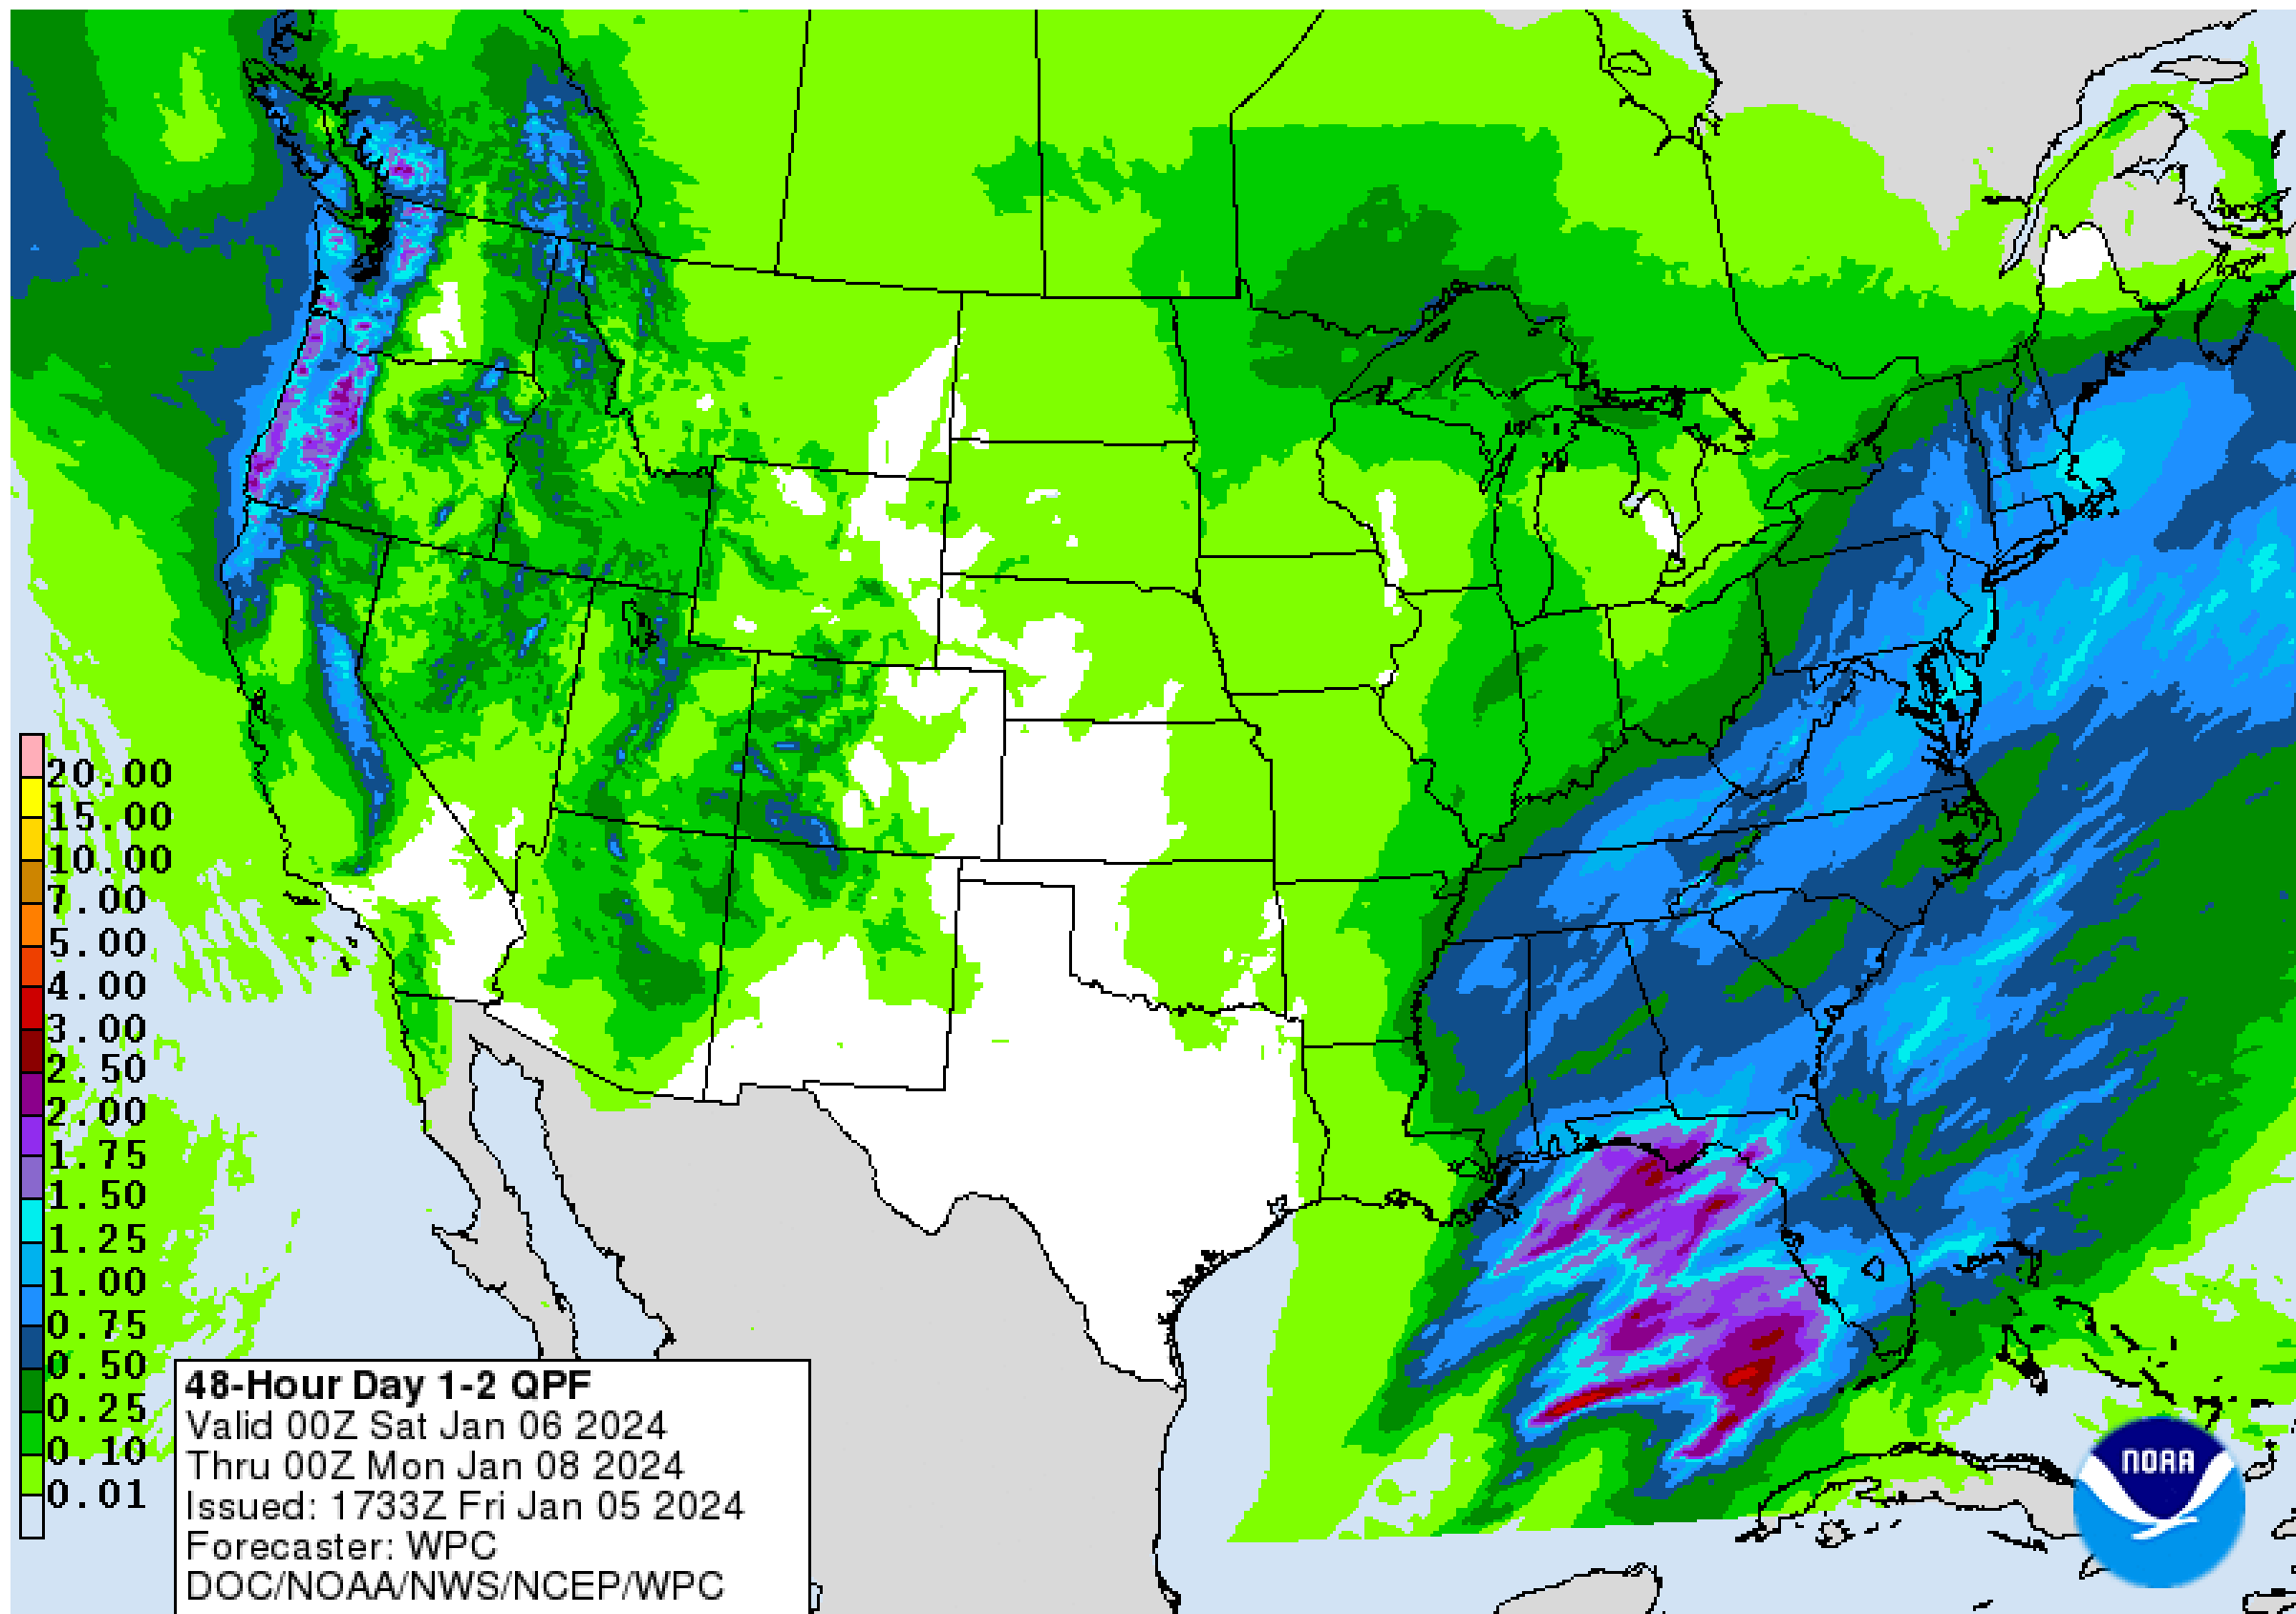 20.00
15.00
10.00
7.00
5.00
4.00
3.00
2.50
2.00
1.75
1.50
1.25
1.00
0.75
0.50
0.25
0.10
0.01
48-Hour Day 1-2 QPF
Valid 00Z Sat Jan 06 2024
Thru 00Z Mon Jan 08 2024
Issued: 1733Z Fri Jan 05 2024
Forecaster: WPC
DOC/NOAA/NWS/NCEP/WPC
NOAA